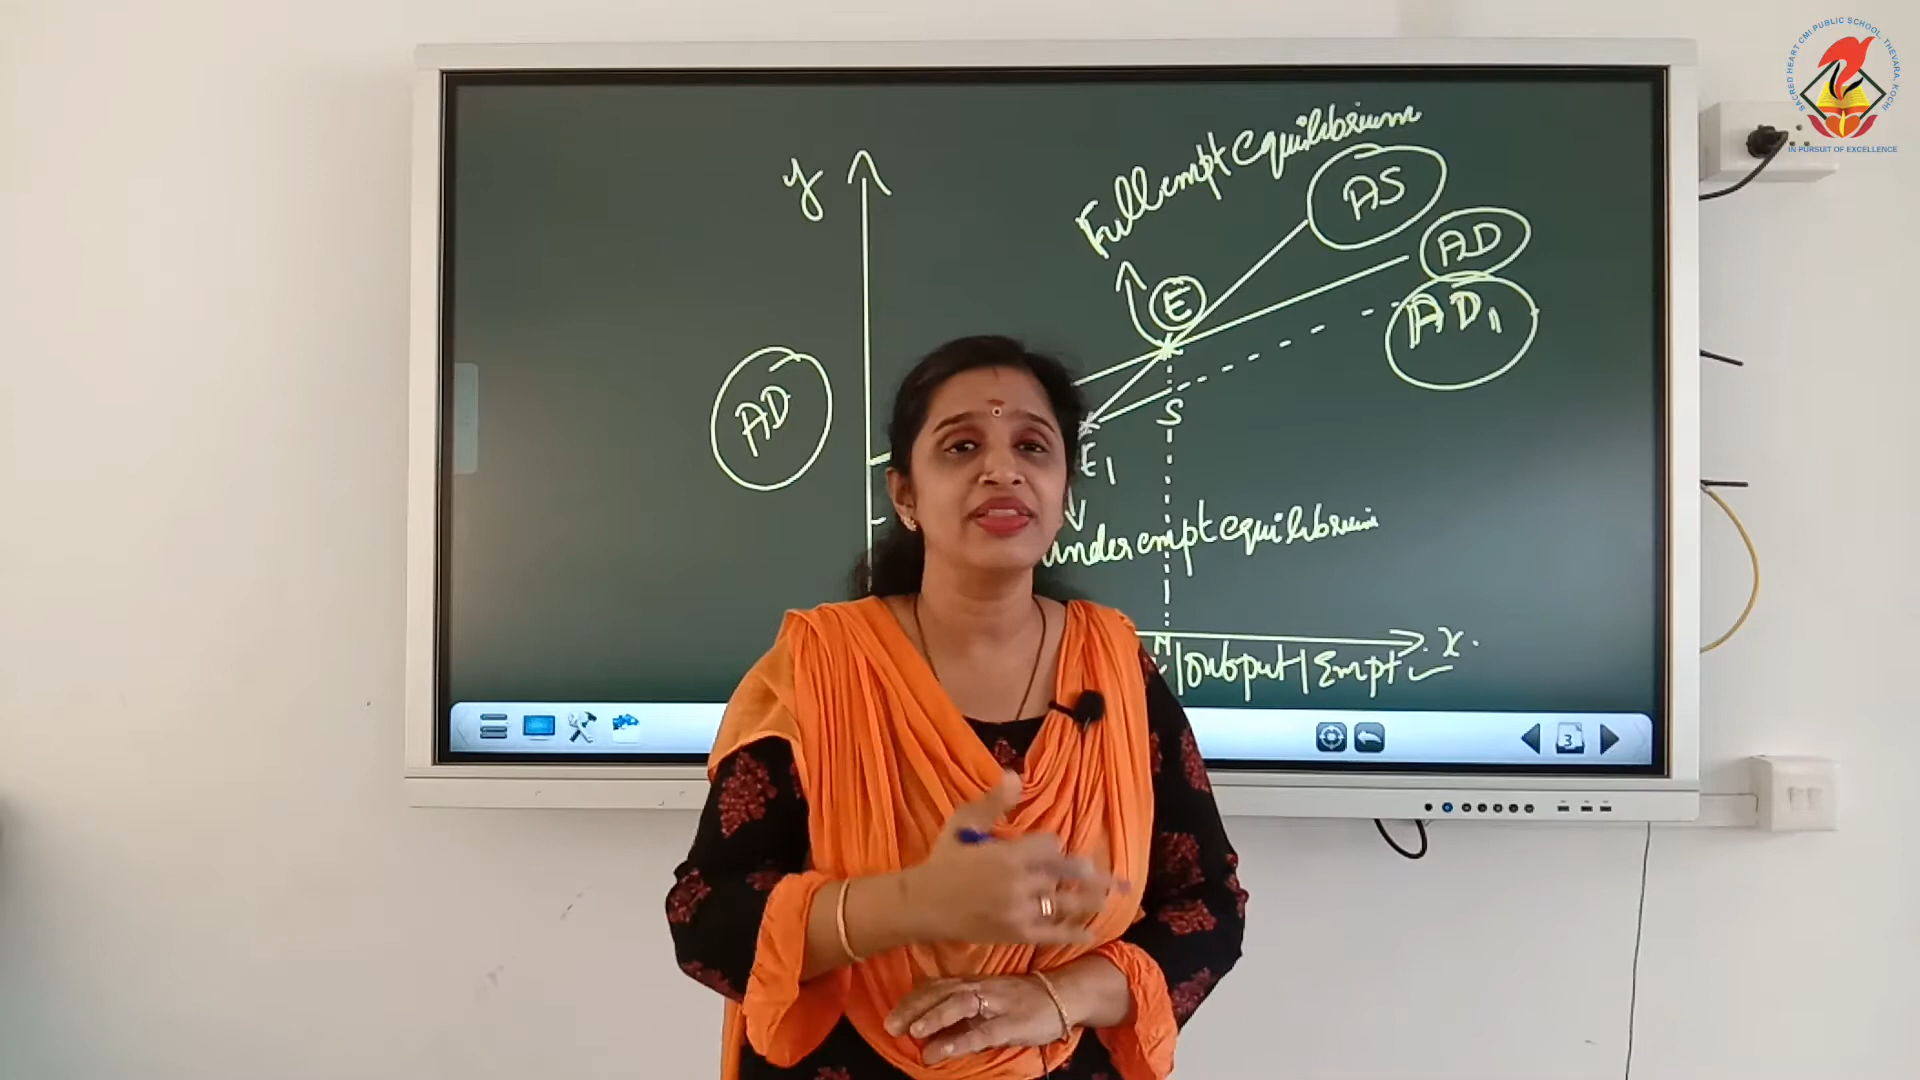 SACRED HEART CMI PUBLIC SCHOOL, THEVARA, KOCHI
IN PURSUIT OF EXCELLENCE
y
Full empt equilibrium
AS
AD
AD1
E
AD
S
E1
under empt equilibrium
x.
|Output|Empt
3